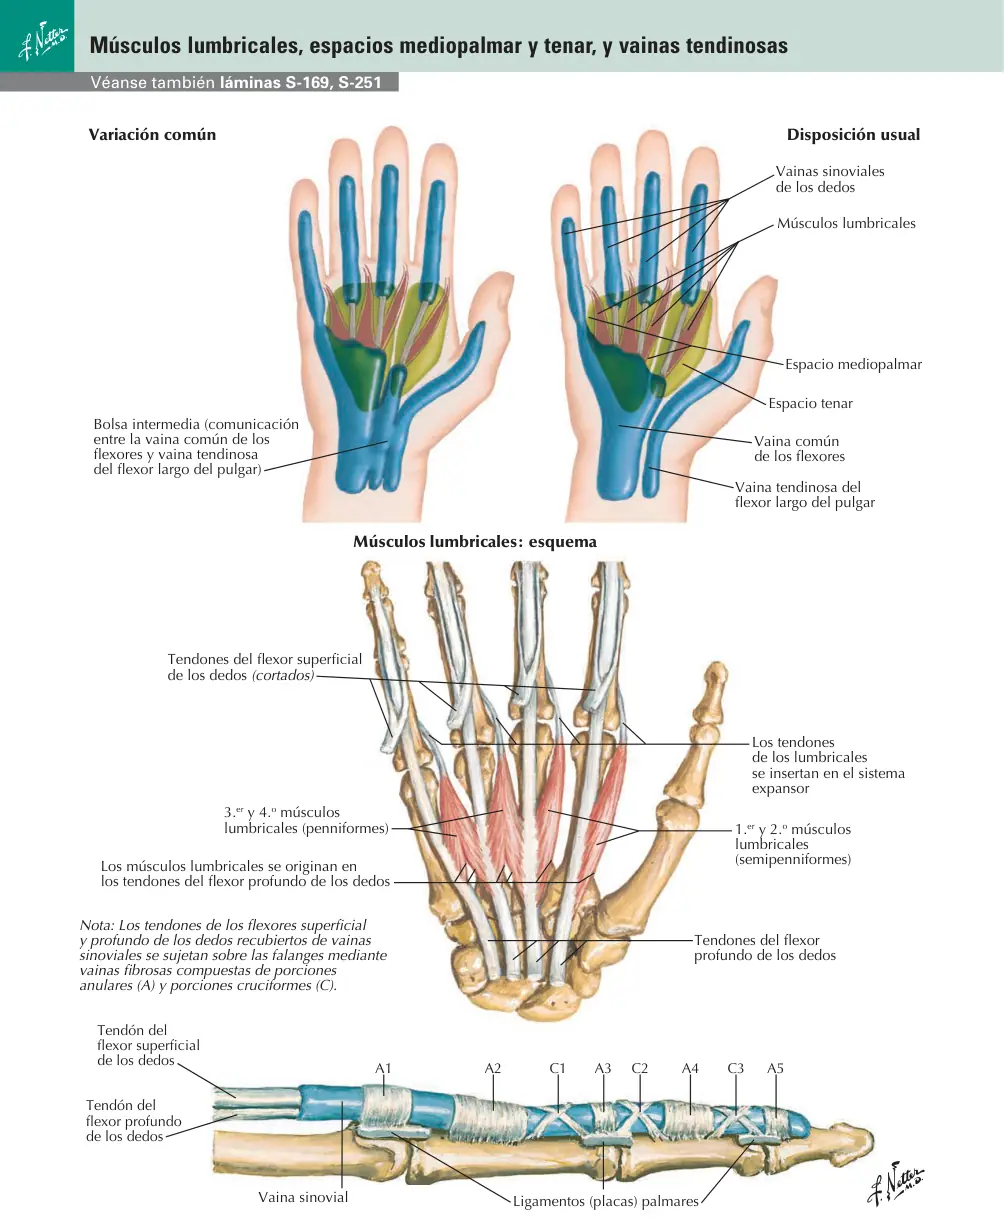 F. Netter M.D.
Músculos lumbricales, espacios mediopalmar y tenar, y vainas tendinosas
Véanse también láminas S-169, S-251
Variación común
Disposición usual
Vainas sinoviales
de los dedos
Músculos lumbricales
Espacio mediopalmar
Espacio tenar
Bolsa intermedia (comunicación
entre la vaina común de los
flexores y vaina tendinosa
del flexor largo del pulgar)
Vaina común
de los flexores
Vaina tendinosa del
flexor largo del pulgar
Músculos lumbricales: esquema
Tendones del flexor superficial
de los dedos (cortados)
Los tendones
de los lumbricales
se insertan en el sistema
expansor
3.er y 4.o músculos
lumbricales (penniformes)
1.er y 2.o músculos
lumbricales
(semipenniformes)
Los músculos lumbricales se originan en
los tendones del flexor profundo de los dedos
Nota: Los tendones de los flexores superficial
y profundo de los dedos recubiertos de vainas
sinoviales se sujetan sobre las falanges mediante
vainas fibrosas compuestas de porciones
anulares (A) y porciones cruciformes (C).
Tendones del flexor
profundo de los dedos
Tendón del
flexor superficial
de los dedos
A1 A2 C1 A3 C2 A4 C3 A5
Tendón del
flexor profundo
de los dedos
Vaina sinovial
Ligamentos (placas) palmares
F. Netter M.D.